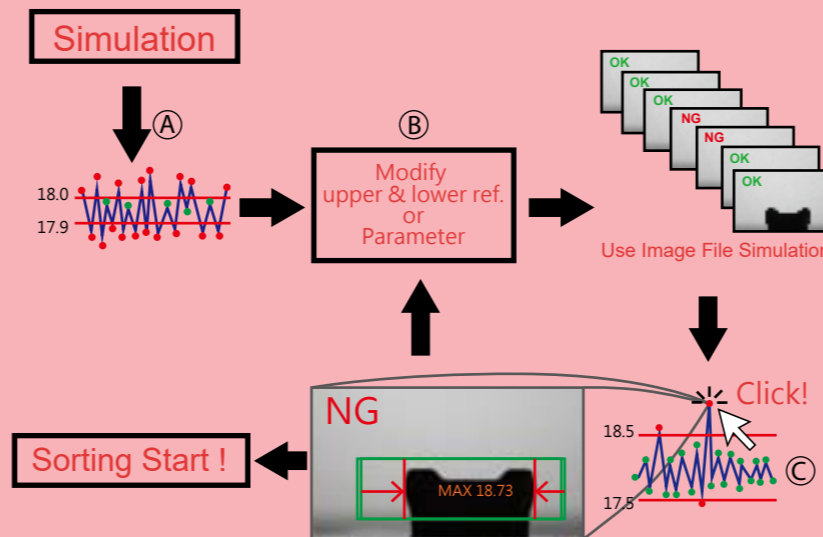 Simulation
Ⓐ
18.0
17.9
Ⓑ
Modify
upper & lower ref.
or
Parameter
OK
OK
OK
NG
NG
OK
OK
Use Image File Simulation
Click!
18.5
17.5
Ⓒ
NG
MAX 18.73
Sorting Start !